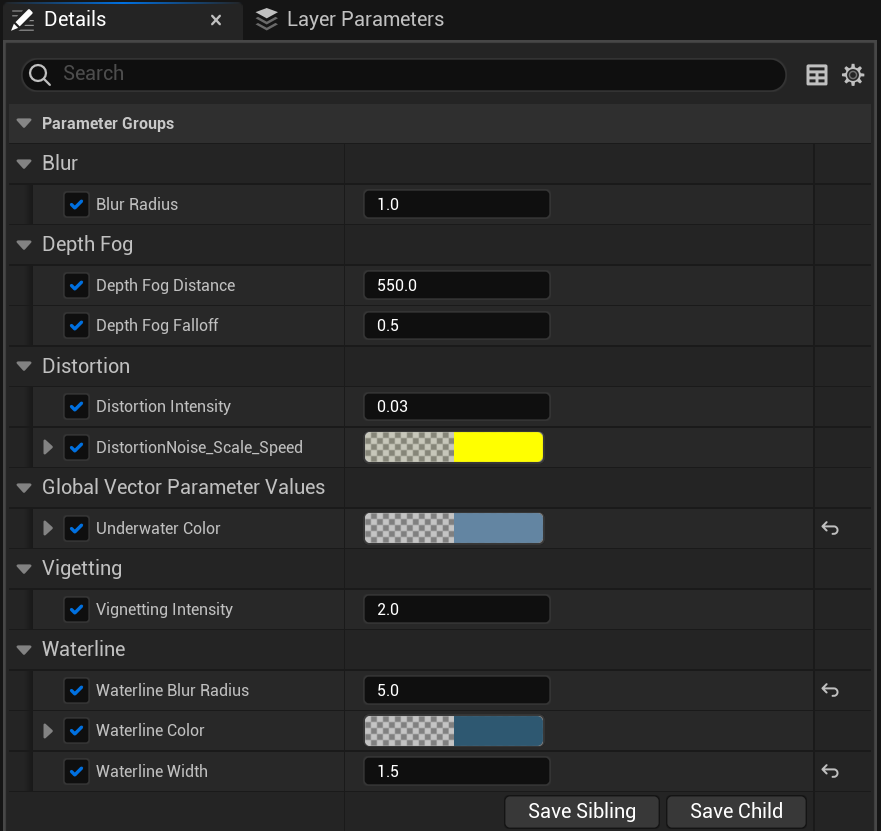 Details
Layer Parameters
Search
Parameter Groups
Blur
Blur Radius 1.0
Depth Fog
Depth Fog Distance 550.0
Depth Fog Falloff 0.5
Distortion
Distortion Intensity 0.03
DistortionNoise_Scale_Speed
Global Vector Parameter Values
Underwater Color
Vigetting
Vignetting Intensity 2.0
Waterline
Waterline Blur Radius 5.0
Waterline Color
Waterline Width 1.5
Save Sibling Save Child